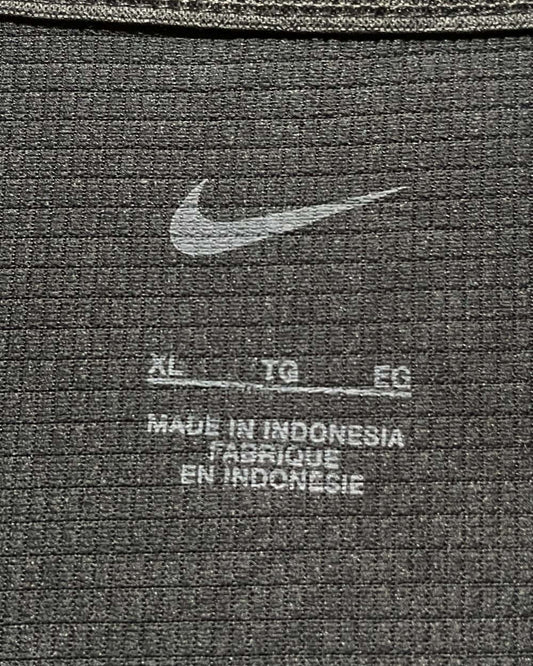 XL TG EG
MADE IN INDONESIA
FABRIQUE
EN INDONESIE